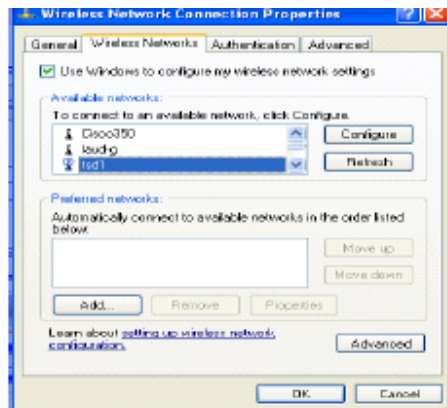 Wireless Network Connection Properties
General Wireless Networks Authentication Advanced
Use Windows to configure my wireless network settings
Available networks:
To connect to an available network, click Configure.
Cisco350
laud-g
tsd1
Configure
Refresh
Preferred networks:
Automatically connect to available networks in the order listed
below:
Move up
Move down
Add... Remove Properties
Learn about setting up wireless network
configuration.
Advanced
OK Cancel